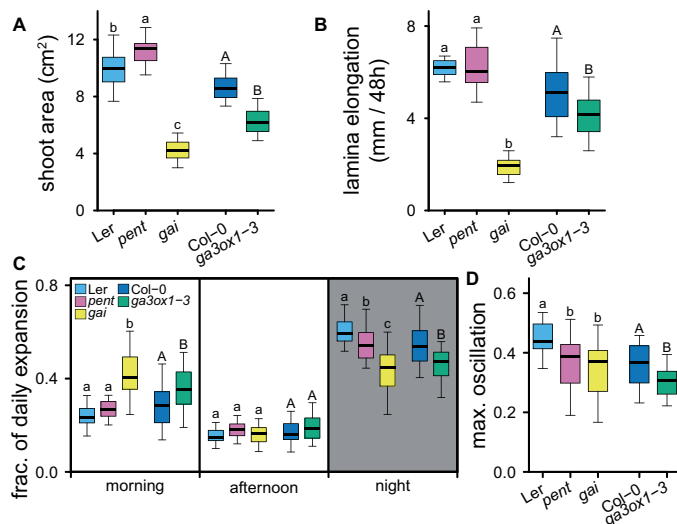 A
shoot area (cm²)
12
8
4
0
b
a
c
A
B
Ler
pent
gai
Col−0
ga3ox1−3
B
lamina elongation
(mm / 48h)
8
4
0
a
a
b
A
B
Ler
pent
gai
Col−0
ga3ox1−3
C
frac. of daily expansion
0.8
0.4
0.0
Ler
Col−0
pent
ga3ox1−3
gai
a
a
b
A
B
a
a
a
A
A
a
b
c
A
B
morning
afternoon
night
D
max. oscillation
0.6
0.4
0.2
0.0
a
b
b
A
B
Ler
pent
gai
Col−0
ga3ox1−3